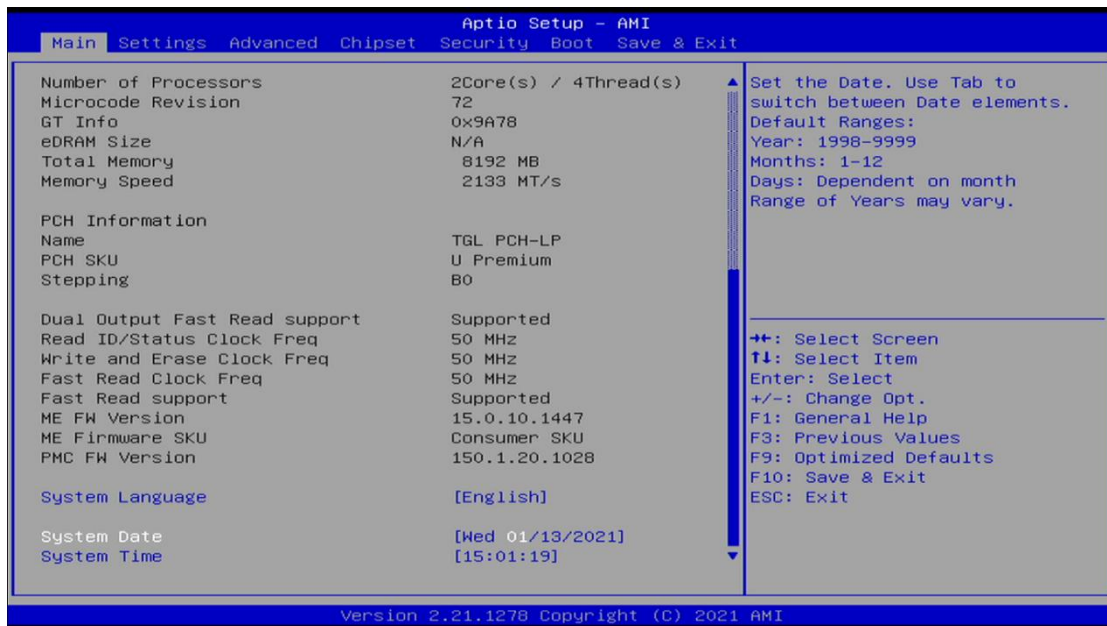 Aptio Setup – AMI
Main Settings Advanced Chipset Security Boot Save & Exit
Number of Processors 2Core(s) / 4Thread(s)
Microcode Revision 72
GT Info 0x9A78
eDRAM Size N/A
Total Memory 8192 MB
Memory Speed 2133 MT/s
PCH Information
Name TGL PCH-LP
PCH SKU U Premium
Stepping B0
Dual Output Fast Read support Supported
Read ID/Status Clock Freq 50 MHz
Write and Erase Clock Freq 50 MHz
Fast Read Clock Freq 50 MHz
Fast Read support Supported
ME FW Version 15.0.10.1447
ME Firmware SKU Consumer SKU
PMC FW Version 150.1.20.1028
System Language [English]
System Date [Wed 01/13/2021]
System Time [15:01:19]
Set the Date. Use Tab to
switch between Date elements.
Default Ranges:
Year: 1998-9999
Months: 1-12
Days: Dependent on month
Range of Years may vary.
→←: Select Screen
↑↓: Select Item
Enter: Select
+/-: Change Opt.
F1: General Help
F3: Previous Values
F9: Optimized Defaults
F10: Save & Exit
ESC: Exit
Version 2.21.1278 Copyright (C) 2021 AMI